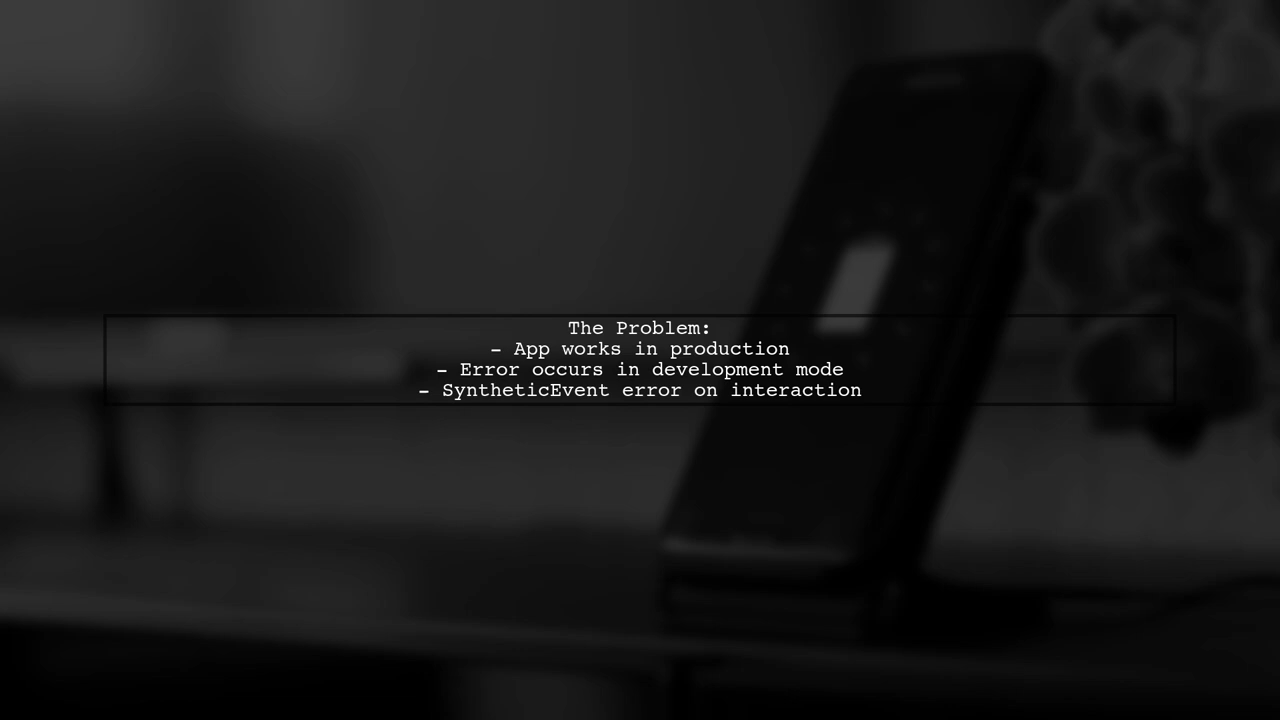 The Problem:
- App works in production
- Error occurs in development mode
- SyntheticEvent error on interaction